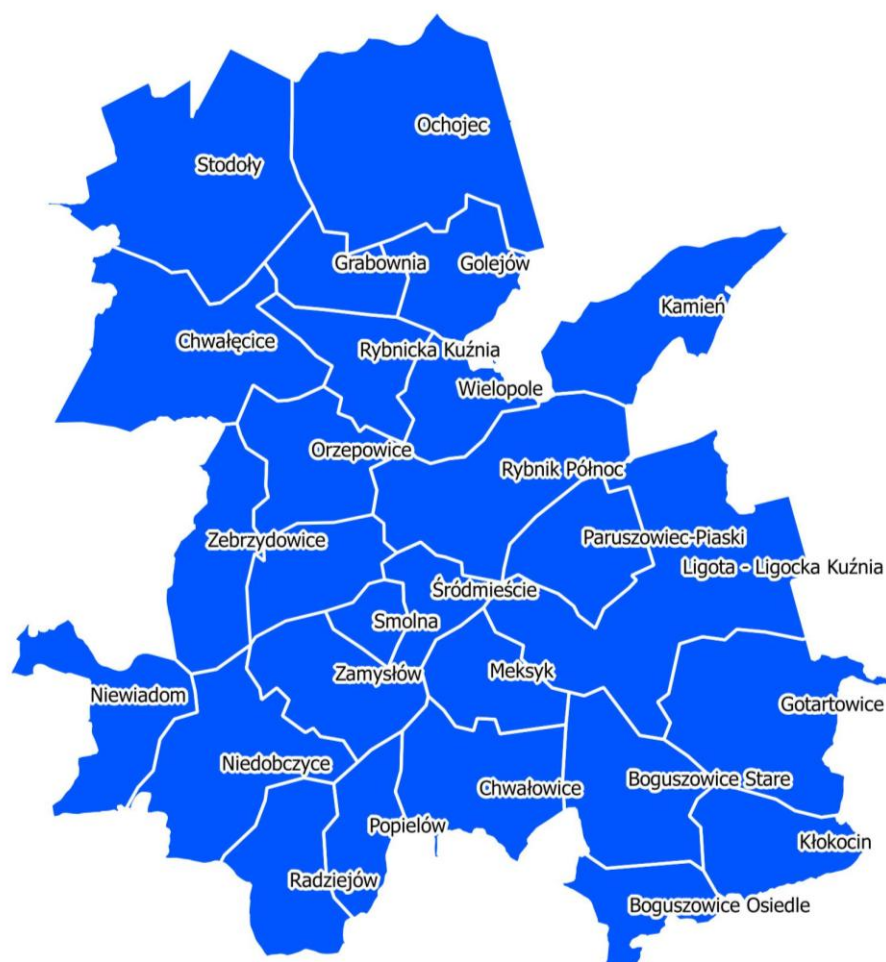 Ochojec
Stodoły
Grabownia
Golejów
Kamień
Chwałęcice
Rybnicka Kuźnia
Wielopole
Orzepowice
Rybnik Północ
Zebrzydowice
Paruszowiec-Piaski
Ligota - Ligocka Kuźnia
Śródmieście
Smolna
Zamysłów
Meksyk
Niewiadom
Gotartowice
Niedobczyce
Chwałowice
Boguszowice Stare
Popielów
Kłokocin
Radziejów
Boguszowice Osiedle